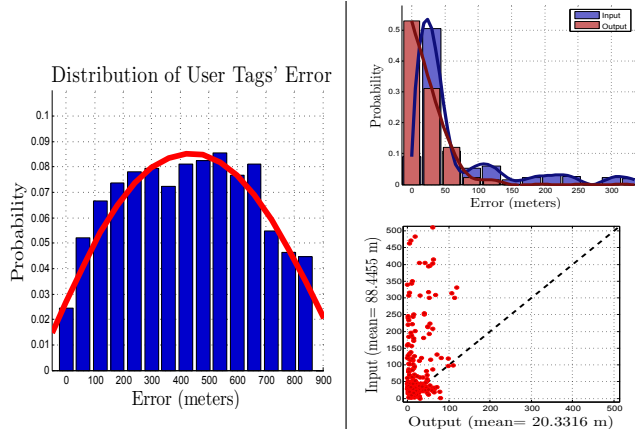 Distribution of User Tags' Error
Probability
0.1
0.09
0.08
0.07
0.06
0.05
0.04
0.03
0.02
0.01
0
0 100 200 300 400 500 600 700 800 900
Error (meters)
Input
Output
Probability
0.5
0.4
0.3
0.2
0.1
0
0 50 100 150 200 250 300
Error (meters)
Input (mean= 88.4455 m)
500
450
400
350
300
250
200
150
100
50
0
0 100 200 300 400 500
Output (mean= 20.3316 m)